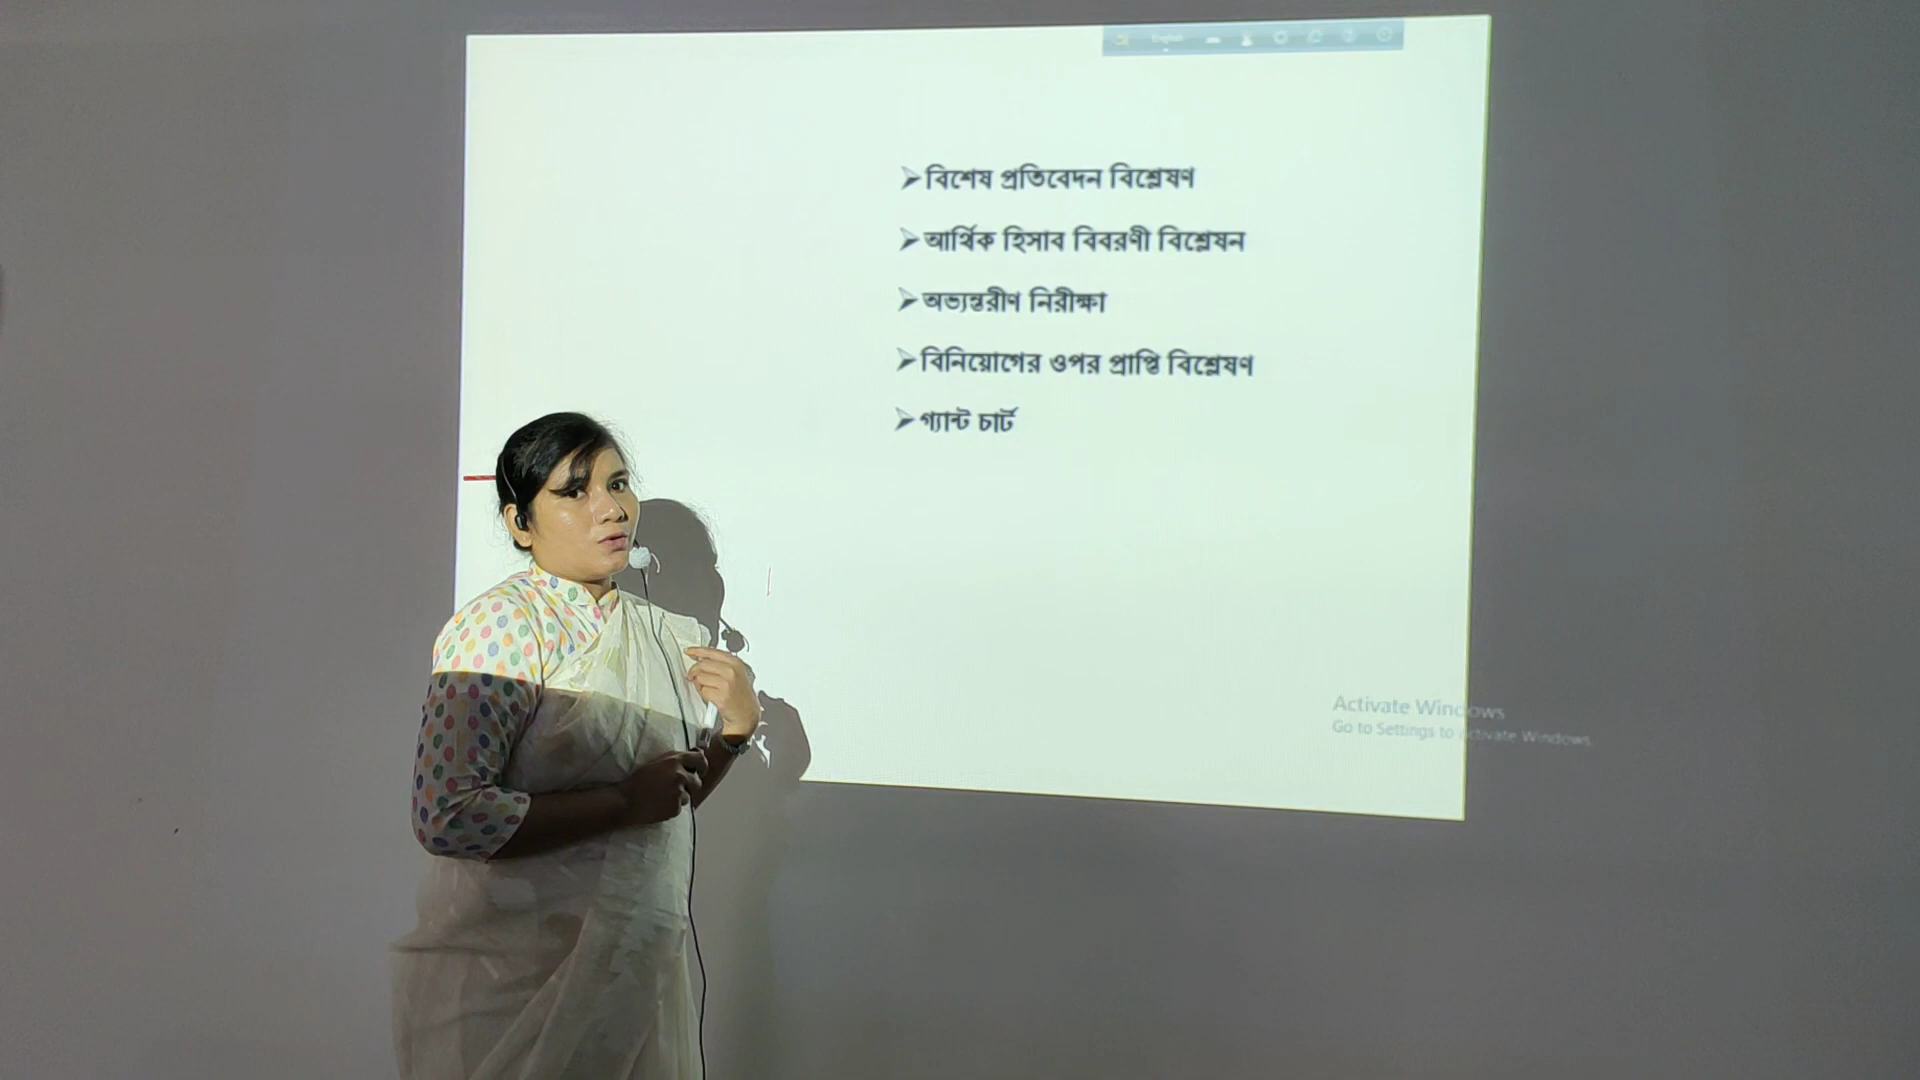 English
➤বিশেষ প্রতিবেদন বিশ্লেষণ
➤আর্থিক হিসাব বিবরণী বিশ্লেষন
➤অভ্যন্তরীণ নিরীক্ষা
➤বিনিয়োগের ওপর প্রাপ্তি বিশ্লেষণ
➤গ্যান্ট চার্ট
Activate Windows
Go to Settings to activate Windows.